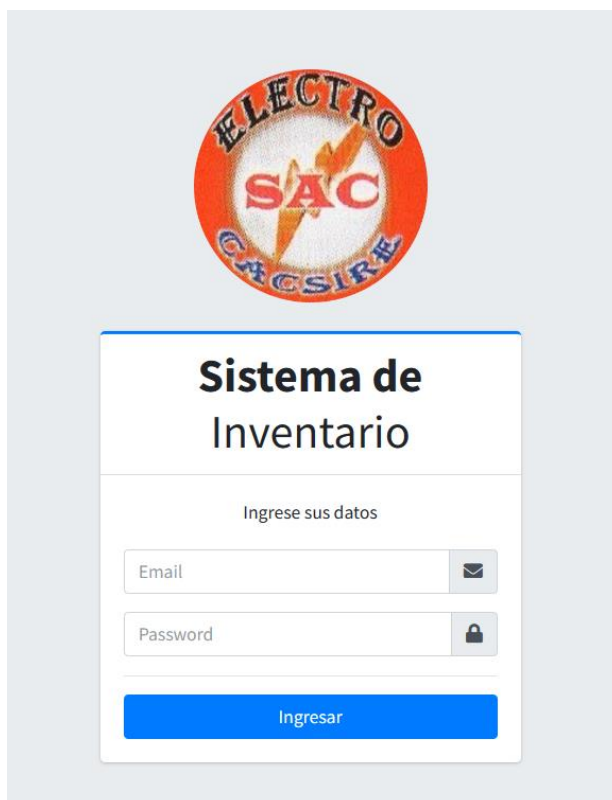 ELECTRO
SAC
CACSIRE
Sistema de
Inventario
Ingrese sus datos
Email
Password
Ingresar